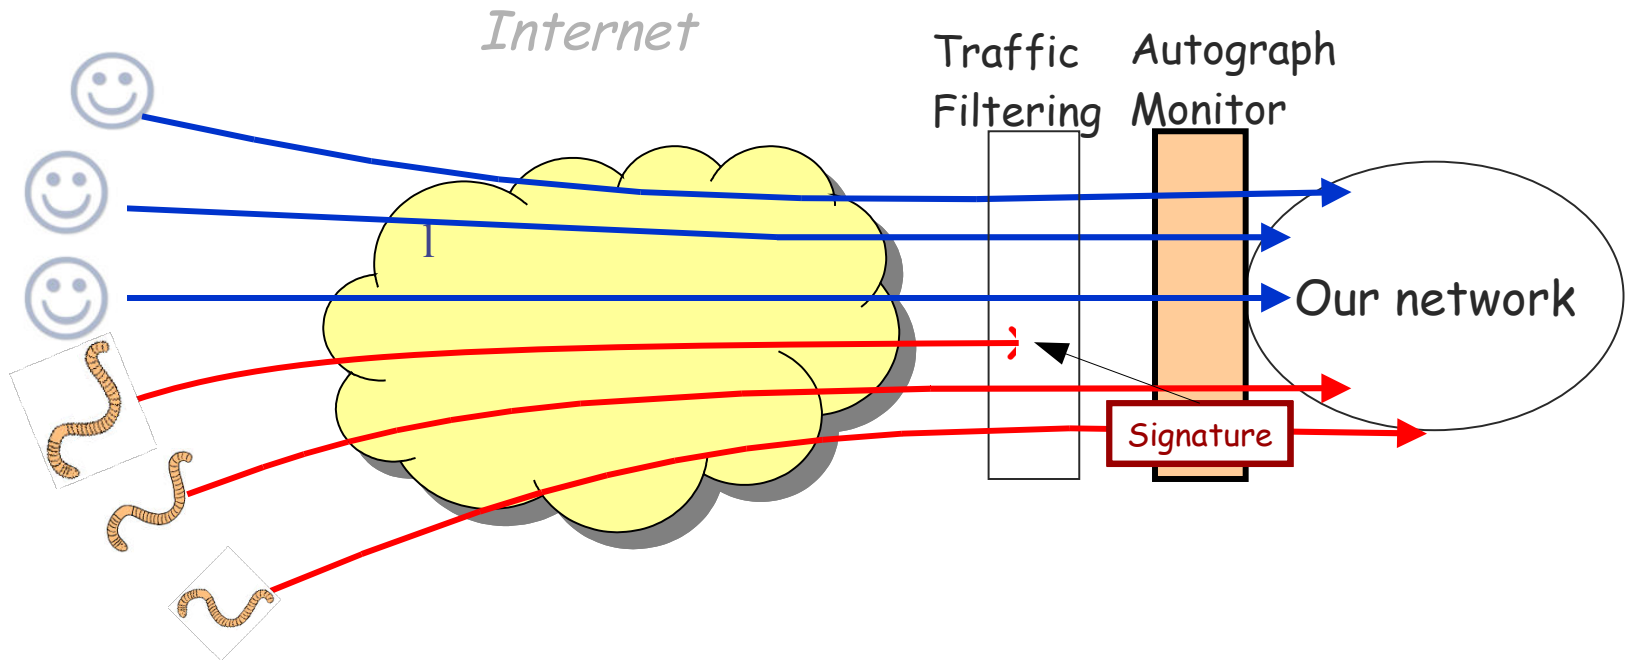 Internet
Traffic
Filtering
Autograph
Monitor
l
Our network
Signature